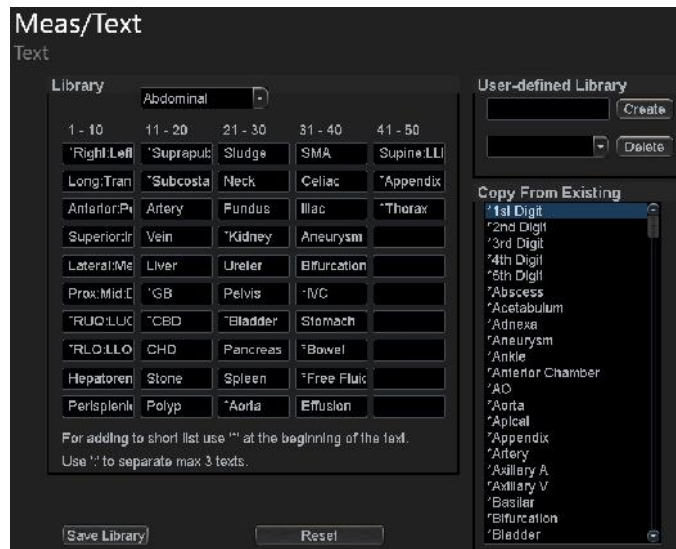 Meas/Text
Text
Library
Abdominal
1 - 10 11 - 20 21 - 30 31 - 40 41 - 50
*Right:Left *Suprapub Sludge SMA Supine:LLI
Long:Tran *Subcosta Neck Celiac *Appendix
Anterior:Po Artery Fundus Iliac *Thorax
Superior:Ir Vein *Kidney Aneurysm
Lateral:Me Liver Ureter Bifurcation
Prox:Mid:D *GB Pelvis *IVC
*RUQ:LUQ *CBD *Bladder Stomach
*RLQ:LLQ CHD Pancreas *Bowel
Hepatoren Stone Spleen *Free Fluid
Perisplenic Polyp *Aorta Effusion
For adding to short list use '*' at the beginning of the text.
Use ':' to separate max 3 texts.
Save Library
Reset
User-defined Library
Create
Delete
Copy From Existing
*1st Digit
*2nd Digit
*3rd Digit
*4th Digit
*5th Digit
*Abscess
*Acetabulum
*Adnexa
*Aneurysm
*Ankle
*Anterior Chamber
*AO
*Aorta
*Apical
*Appendix
*Artery
*Axillary A
*Axillary V
*Basilar
*Bifurcation
*Bladder